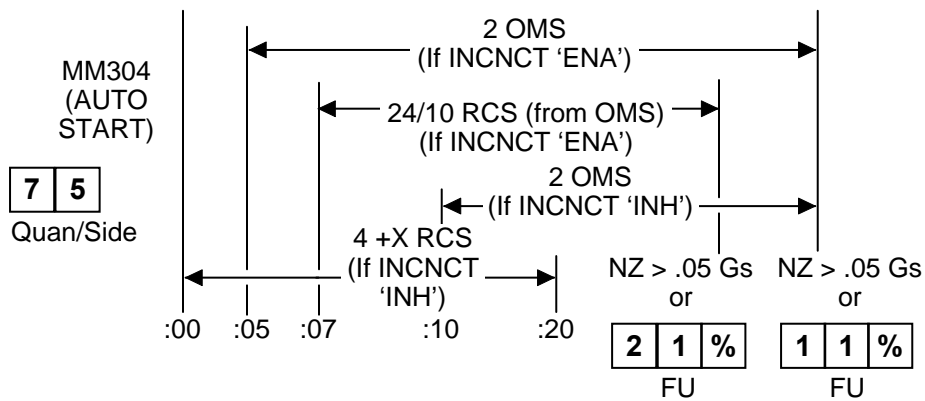 2 OMS
(If INCNCT 'ENA')
MM304
(AUTO
START)
24/10 RCS (from OMS)
(If INCNCT 'ENA')
7 5
Quan/Side
2 OMS
(If INCNCT 'INH')
4 +X RCS
(If INCNCT
'INH')
NZ > .05 Gs
or
NZ > .05 Gs
or
:00 :05 :07 :10 :20
2 1 %
FU
1 1 %
FU